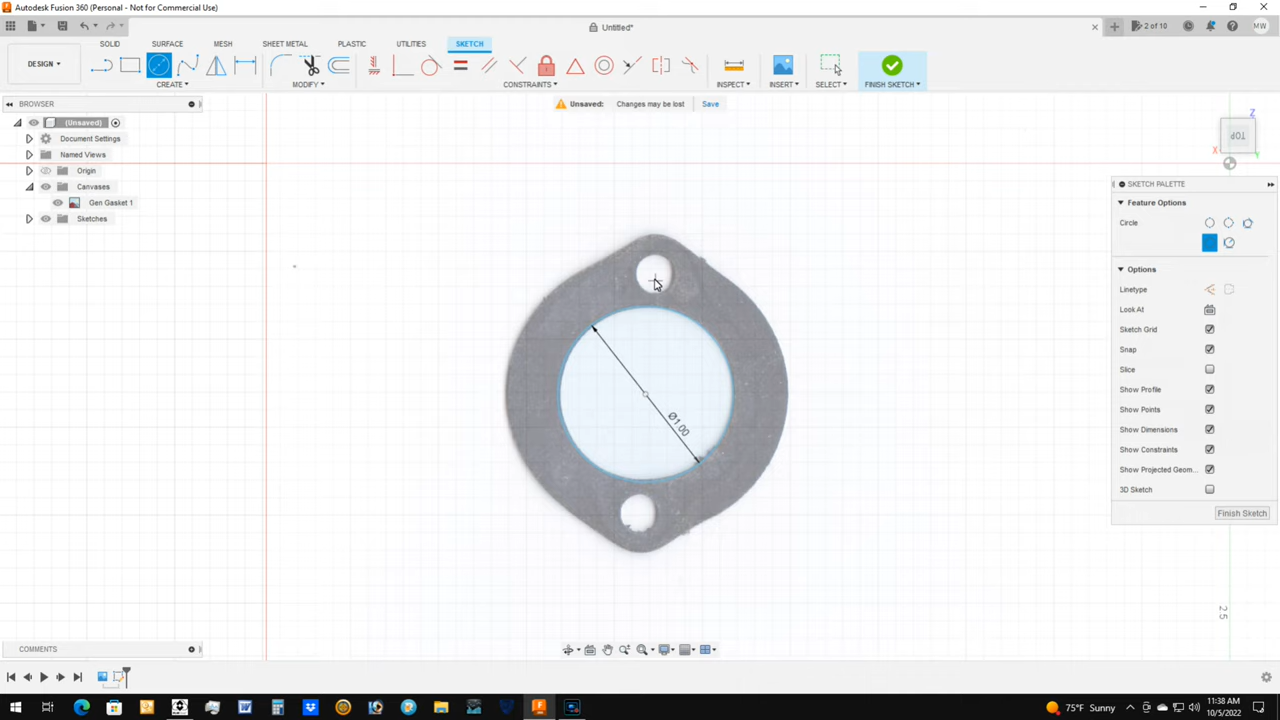 Autodesk Fusion 360 (Personal - Not for Commercial Use)
Untitled*
2 of 10
MW
DESIGN
SOLID
SURFACE
MESH
SHEET METAL
PLASTIC
UTILITIES
SKETCH
CREATE
MODIFY
CONSTRAINTS
INSPECT
INSERT
SELECT
FINISH SKETCH
BROWSER
Unsaved:
Changes may be lost
Save
(Unsaved)
Document Settings
Named Views
Origin
Canvases
Gen Gasket 1
Sketches
Ø1.00
Z
TOP
X
Y
2.5
SKETCH PALETTE
Feature Options
Circle
Options
Linetype
Look At
Sketch Grid
Snap
Slice
Show Profile
Show Points
Show Dimensions
Show Constraints
Show Projected Geom...
3D Sketch
Finish Sketch
COMMENTS
75°F Sunny
11:38 AM
10/5/2022